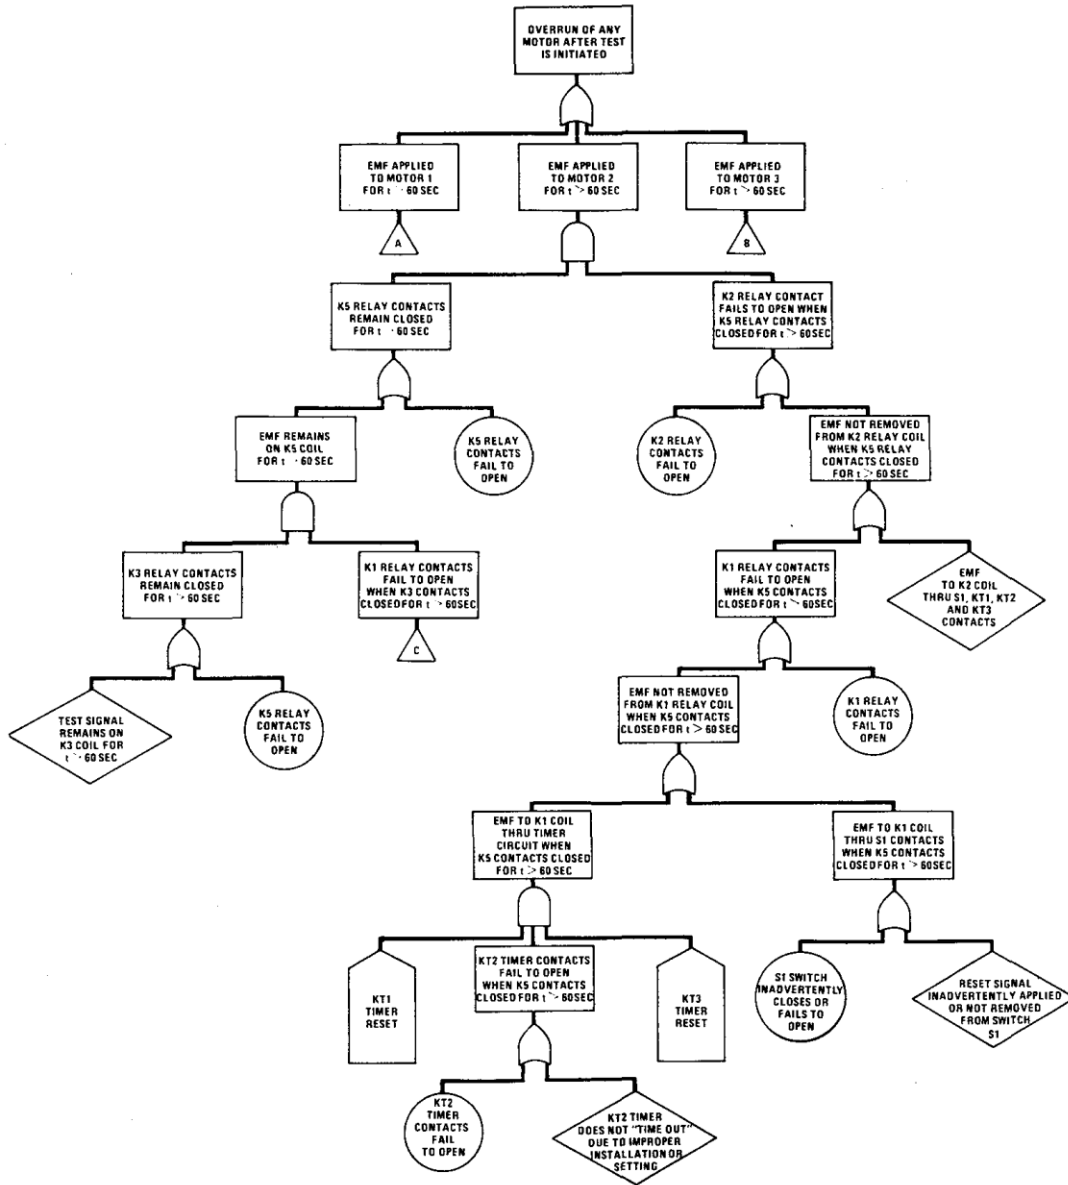 OVERRUN OF ANY
MOTOR AFTER TEST
IS INITIATED
EMF APPLIED
TO MOTOR 1
FOR t > 60 SEC
EMF APPLIED
TO MOTOR 2
FOR t > 60 SEC
EMF APPLIED
TO MOTOR 3
FOR t > 60 SEC
A
B
K5 RELAY CONTACTS
REMAIN CLOSED
FOR t > 60 SEC
K2 RELAY CONTACT
FAILS TO OPEN WHEN
K5 RELAY CONTACTS
CLOSED FOR t > 60 SEC
EMF REMAINS
ON K5 COIL
FOR t > 60 SEC
K5 RELAY
CONTACTS
FAIL TO
OPEN
K2 RELAY
CONTACTS
FAIL TO
OPEN
EMF NOT REMOVED
FROM K2 RELAY COIL
WHEN K5 RELAY
CONTACTS CLOSED
FOR t > 60 SEC
K3 RELAY CONTACTS
REMAIN CLOSED
FOR t > 60 SEC
K1 RELAY CONTACTS
FAIL TO OPEN
WHEN K3 CONTACTS
CLOSED FOR t > 60 SEC
K1 RELAY CONTACTS
FAIL TO OPEN
WHEN K5 CONTACTS
CLOSED FOR t > 60 SEC
EMF
TO K2 COIL
THRU S1, KT1, KT2
AND KT3
CONTACTS
C
TEST SIGNAL
REMAINS ON
K3 COIL FOR
t > 60 SEC
K5 RELAY
CONTACTS
FAIL TO
OPEN
EMF NOT REMOVED
FROM K1 RELAY COIL
WHEN K5 CONTACTS
CLOSED FOR t > 60 SEC
K1 RELAY
CONTACTS
FAIL TO
OPEN
EMF TO K1 COIL
THRU TIMER
CIRCUIT WHEN
K5 CONTACTS CLOSED
FOR t > 60 SEC
EMF TO K1 COIL
THRU S1 CONTACTS
WHEN K5 CONTACTS
CLOSED FOR t > 60 SEC
KT1
TIMER
RESET
KT2 TIMER CONTACTS
FAIL TO OPEN
WHEN K5 CONTACTS
CLOSED FOR t > 60 SEC
KT3
TIMER
RESET
S1 SWITCH
INADVERTENTLY
CLOSES OR
FAILS TO
OPEN
RESET SIGNAL
INADVERTENTLY APPLIED
OR NOT REMOVED
FROM SWITCH
S1
KT2
TIMER
CONTACTS
FAIL
TO OPEN
KT2 TIMER
DOES NOT "TIME OUT"
DUE TO IMPROPER
INSTALLATION OR
SETTING